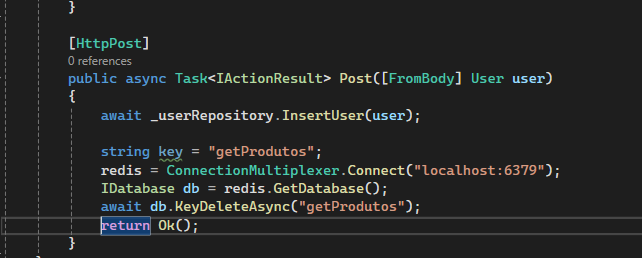 }
[HttpPost]
0 references
public async Task<IActionResult> Post([FromBody] User user)
{
await _userRepository.InsertUser(user);
string key = "getProdutos";
redis = ConnectionMultiplexer.Connect("localhost:6379");
IDatabase db = redis.GetDatabase();
await db.KeyDeleteAsync("getProdutos");
return Ok();
}